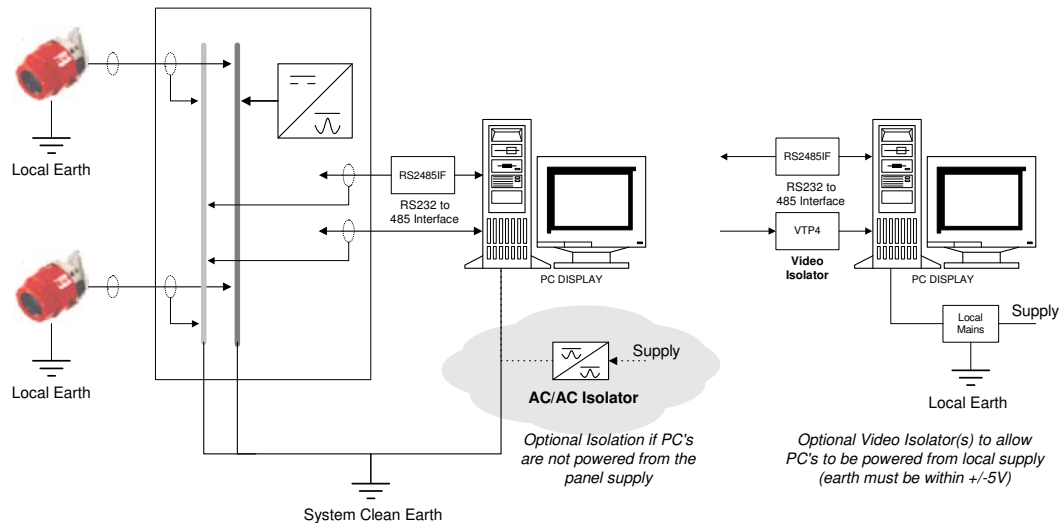 Local Earth
Local Earth
RS2485IF
RS232 to
485 Interface
PC DISPLAY
Supply
AC/AC Isolator
Optional Isolation if PC's
are not powered from the
panel supply
System Clean Earth
RS2485IF
RS232 to
485 Interface
VTP4
Video
Isolator
PC DISPLAY
Local
Mains
Supply
Local Earth
Optional Video Isolator(s) to allow
PC's to be powered from local supply
(earth must be within +/-5V)